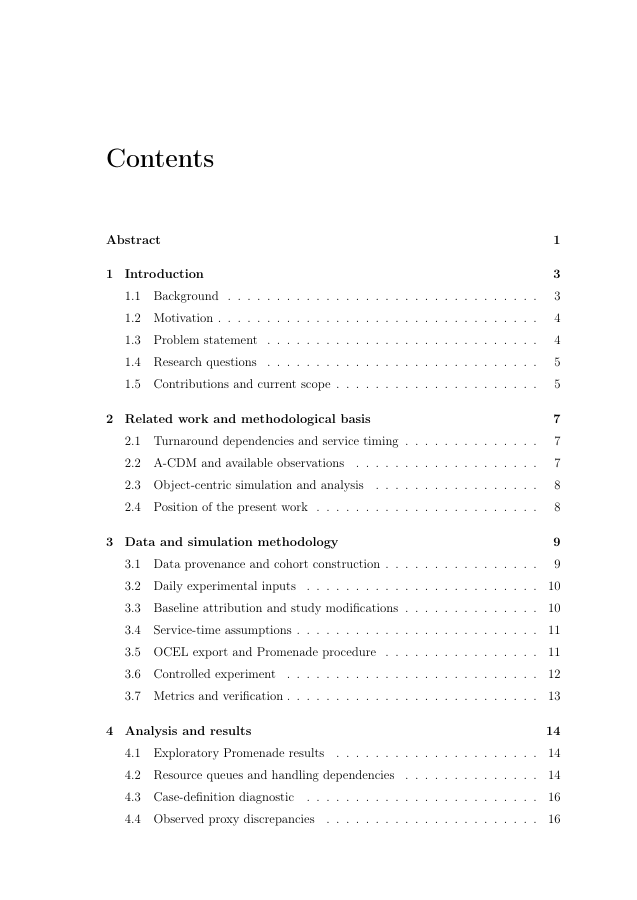 Contents
Abstract 1
1 Introduction 3
1.1 Background . . . . . . . . . . . . . . . . . . . . . . . . . . . . . . . . 3
1.2 Motivation . . . . . . . . . . . . . . . . . . . . . . . . . . . . . . . . . 4
1.3 Problem statement . . . . . . . . . . . . . . . . . . . . . . . . . . . . 4
1.4 Research questions . . . . . . . . . . . . . . . . . . . . . . . . . . . . 5
1.5 Contributions and current scope . . . . . . . . . . . . . . . . . . . . . 5
2 Related work and methodological basis 7
2.1 Turnaround dependencies and service timing . . . . . . . . . . . . . . 7
2.2 A-CDM and available observations . . . . . . . . . . . . . . . . . . . 7
2.3 Object-centric simulation and analysis . . . . . . . . . . . . . . . . . 8
2.4 Position of the present work . . . . . . . . . . . . . . . . . . . . . . . 8
3 Data and simulation methodology 9
3.1 Data provenance and cohort construction . . . . . . . . . . . . . . . . 9
3.2 Daily experimental inputs . . . . . . . . . . . . . . . . . . . . . . . . 10
3.3 Baseline attribution and study modifications . . . . . . . . . . . . . . 10
3.4 Service-time assumptions . . . . . . . . . . . . . . . . . . . . . . . . . 11
3.5 OCEL export and Promenade procedure . . . . . . . . . . . . . . . . 11
3.6 Controlled experiment . . . . . . . . . . . . . . . . . . . . . . . . . . 12
3.7 Metrics and verification . . . . . . . . . . . . . . . . . . . . . . . . . . 13
4 Analysis and results 14
4.1 Exploratory Promenade results . . . . . . . . . . . . . . . . . . . . . 14
4.2 Resource queues and handling dependencies . . . . . . . . . . . . . . 14
4.3 Case-definition diagnostic . . . . . . . . . . . . . . . . . . . . . . . . 16
4.4 Observed proxy discrepancies . . . . . . . . . . . . . . . . . . . . . . 16